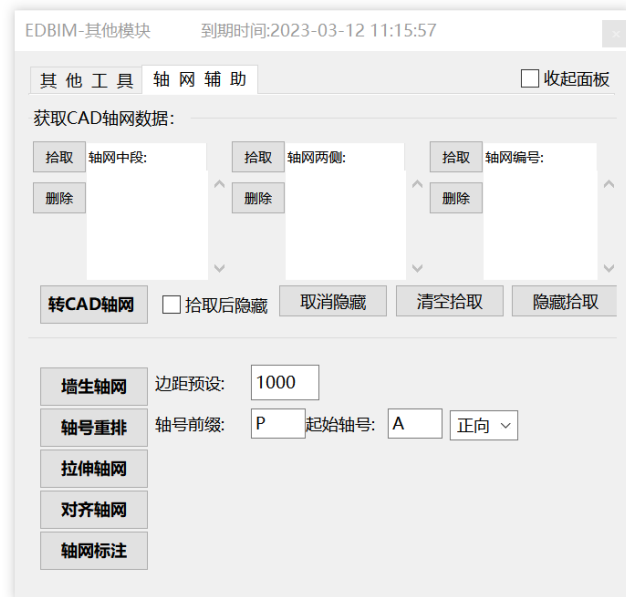 EDBIM-其他模块 到期时间:2023-03-12 11:15:57
其他工具 轴网辅助 收起面板
获取CAD轴网数据:
拾取 轴网中段: 拾取 轴网两侧: 拾取 轴网编号:
删除 删除 删除
转CAD轴网 拾取后隐藏 取消隐藏 清空拾取 隐藏拾取
墙生轴网 边距预设: 1000
轴号重排 轴号前缀: P 起始轴号: A 正向
拉伸轴网
对齐轴网
轴网标注